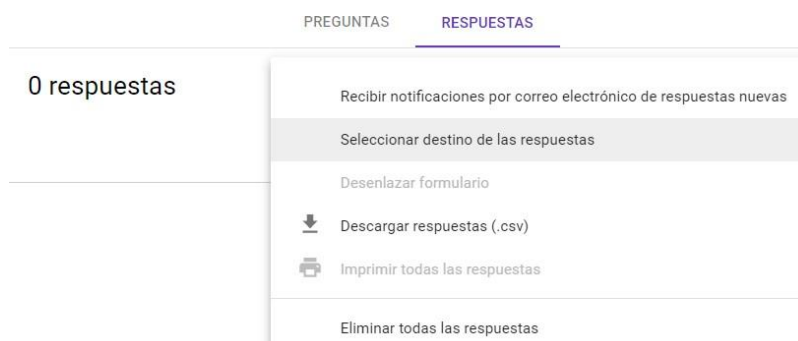 PREGUNTAS RESPUESTAS
0 respuestas
Recibir notificaciones por correo electrónico de respuestas nuevas
Seleccionar destino de las respuestas
Desenlazar formulario
Descargar respuestas (.csv)
Imprimir todas las respuestas
Eliminar todas las respuestas